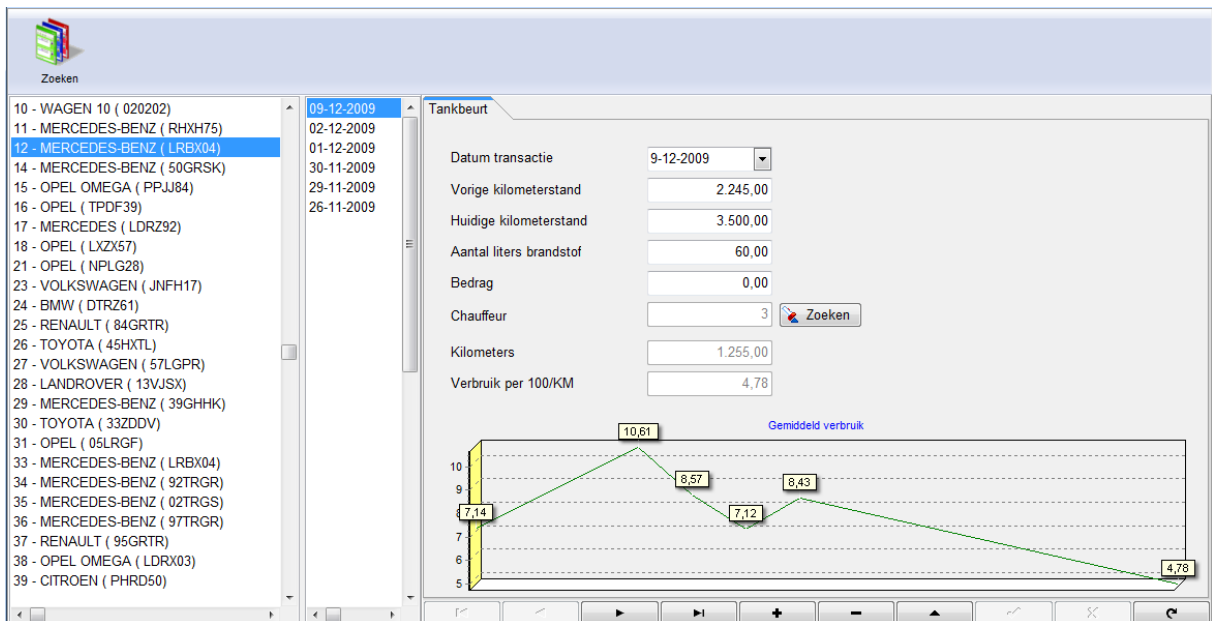 Zoeken
10 - WAGEN 10 ( 020202)
11 - MERCEDES-BENZ ( RHXH75)
12 - MERCEDES-BENZ ( LRBX04)
14 - MERCEDES-BENZ ( 50GRSK)
15 - OPEL OMEGA ( PPJJ84)
16 - OPEL ( TPDF39)
17 - MERCEDES ( LDRZ92)
18 - OPEL ( LXZX57)
21 - OPEL ( NPLG28)
23 - VOLKSWAGEN ( JNFH17)
24 - BMW ( DTRZ61)
25 - RENAULT ( 84GRTR)
26 - TOYOTA ( 45HXTL)
27 - VOLKSWAGEN ( 57LGPR)
28 - LANDROVER ( 13VJSX)
29 - MERCEDES-BENZ ( 39GHHK)
30 - TOYOTA ( 33ZDDV)
31 - OPEL ( 05LRGF)
33 - MERCEDES-BENZ ( LRBX04)
34 - MERCEDES-BENZ ( 92TRGR)
35 - MERCEDES-BENZ ( 02TRGS)
36 - MERCEDES-BENZ ( 97TRGR)
37 - RENAULT ( 95GRTR)
38 - OPEL OMEGA ( LDRX03)
39 - CITROEN ( PHRD50)
09-12-2009
02-12-2009
01-12-2009
30-11-2009
29-11-2009
26-11-2009
Tankbeurt
Datum transactie 9-12-2009
Vorige kilometerstand 2.245,00
Huidige kilometerstand 3.500,00
Aantal liters brandstof 60,00
Bedrag 0,00
Chauffeur 3 Zoeken
Kilometers 1.255,00
Verbruik per 100/KM 4,78
Gemiddeld verbruik
10,61
10
9
8,57
8,43
7,14
7,12
7
6
4,78
5